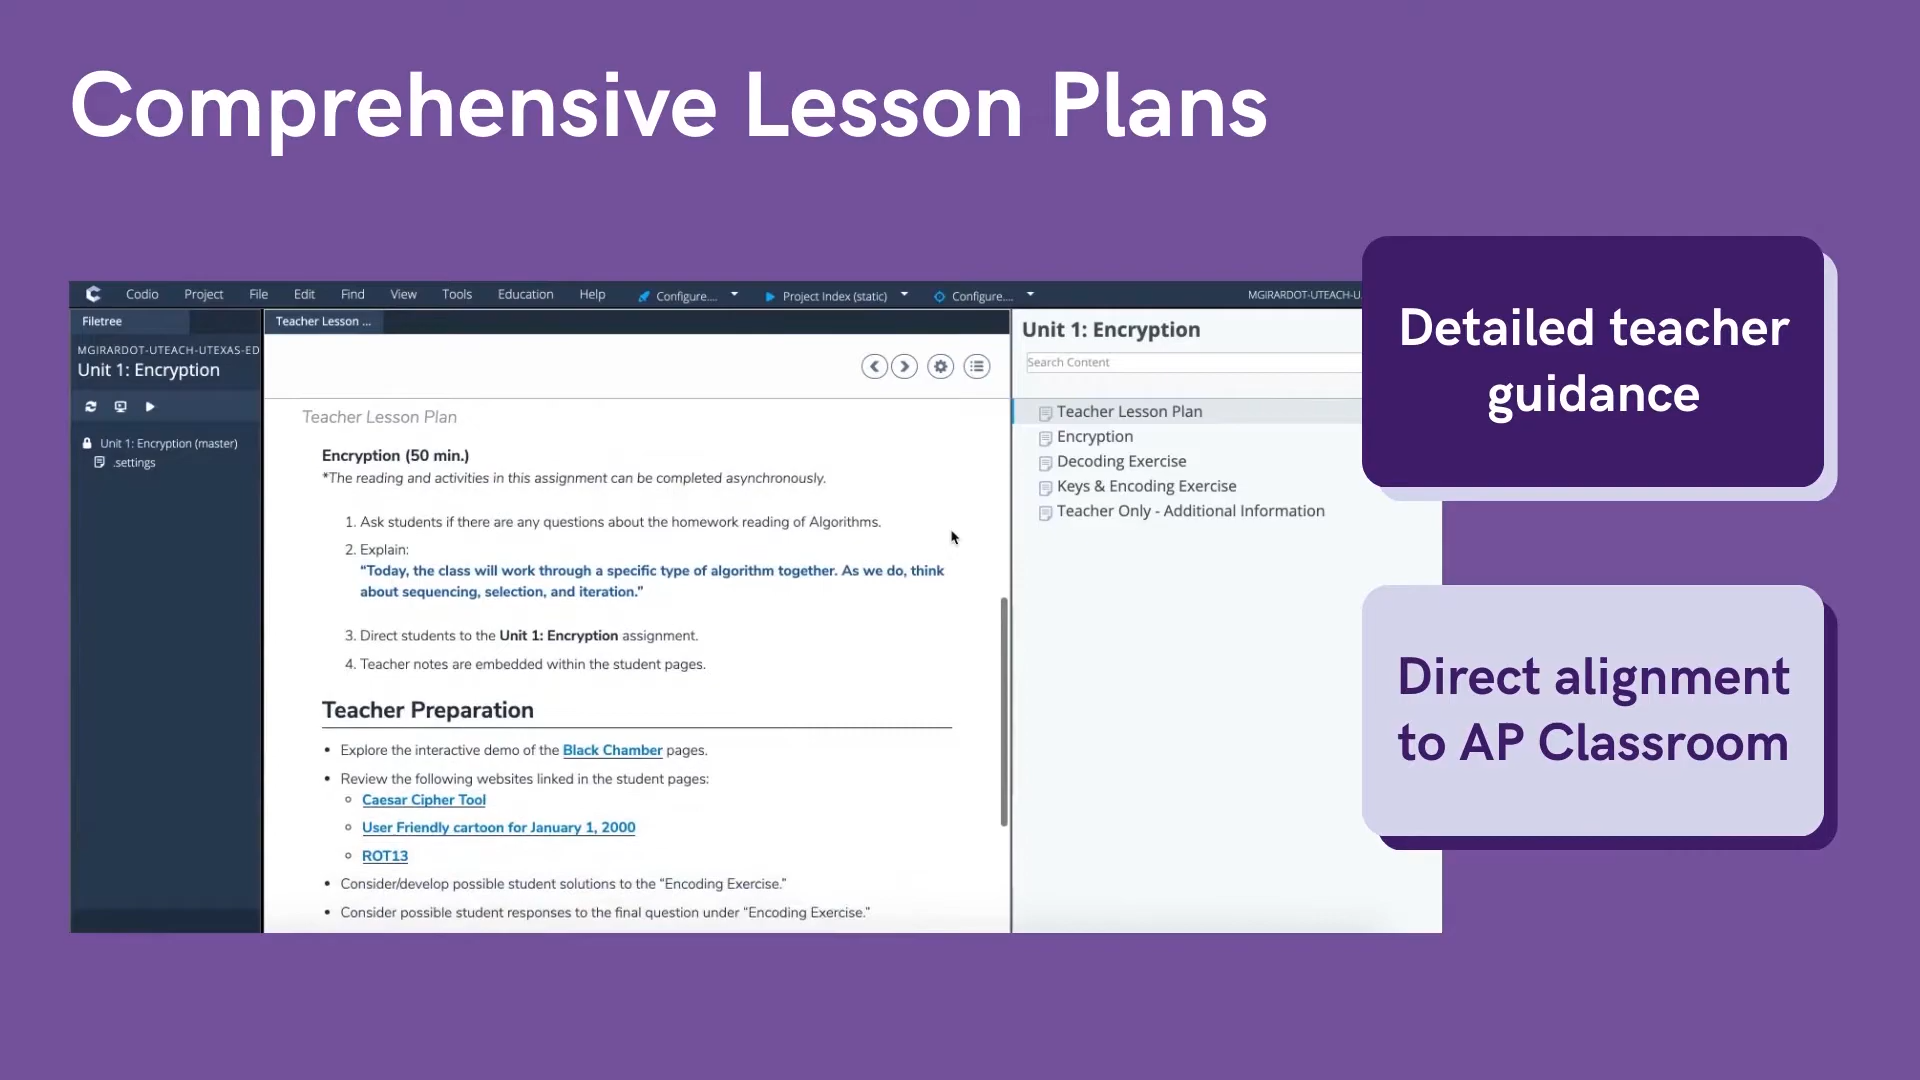 Comprehensive Lesson Plans
Codio Project File Edit Find View Tools Education Help Configure.... Project Index (static) Configure.... MGIRARDOT-UTEACH-U
Filetree
MGIRARDOT-UTEACH-UTEXAS-ED
Unit 1: Encryption
Unit 1: Encryption (master)
.settings
Teacher Lesson ...
Teacher Lesson Plan
Encryption (50 min.)
*The reading and activities in this assignment can be completed asynchronously.
1. Ask students if there are any questions about the homework reading of Algorithms.
2. Explain:
“Today, the class will work through a specific type of algorithm together. As we do, think
about sequencing, selection, and iteration.”
3. Direct students to the Unit 1: Encryption assignment.
4. Teacher notes are embedded within the student pages.
Teacher Preparation
• Explore the interactive demo of the Black Chamber pages.
• Review the following websites linked in the student pages:
Caesar Cipher Tool
User Friendly cartoon for January 1, 2000
ROT13
• Consider/develop possible student solutions to the “Encoding Exercise.”
• Consider possible student responses to the final question under “Encoding Exercise.”
Unit 1: Encryption
Search Content
Teacher Lesson Plan
Encryption
Decoding Exercise
Keys & Encoding Exercise
Teacher Only - Additional Information
Detailed teacher
guidance
Direct alignment
to AP Classroom